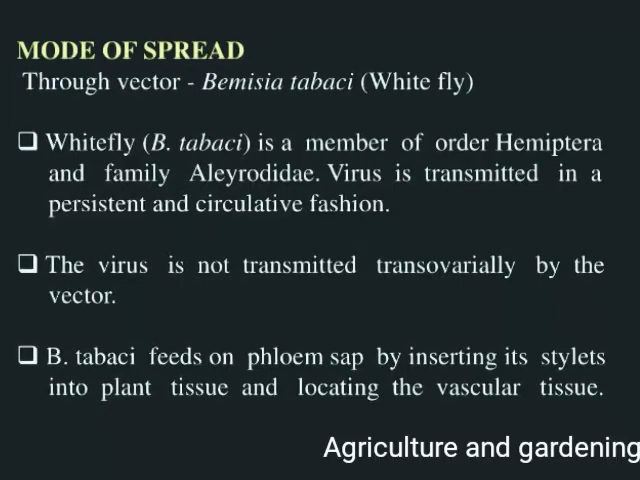 MODE OF SPREAD
Through vector - Bemisia tabaci (White fly)
❑ Whitefly (B. tabaci) is a member of order Hemiptera
and family Aleyrodidae. Virus is transmitted in a
persistent and circulative fashion.
❑ The virus is not transmitted transovarially by the
vector.
❑ B. tabaci feeds on phloem sap by inserting its stylets
into plant tissue and locating the vascular tissue.
Agriculture and gardening